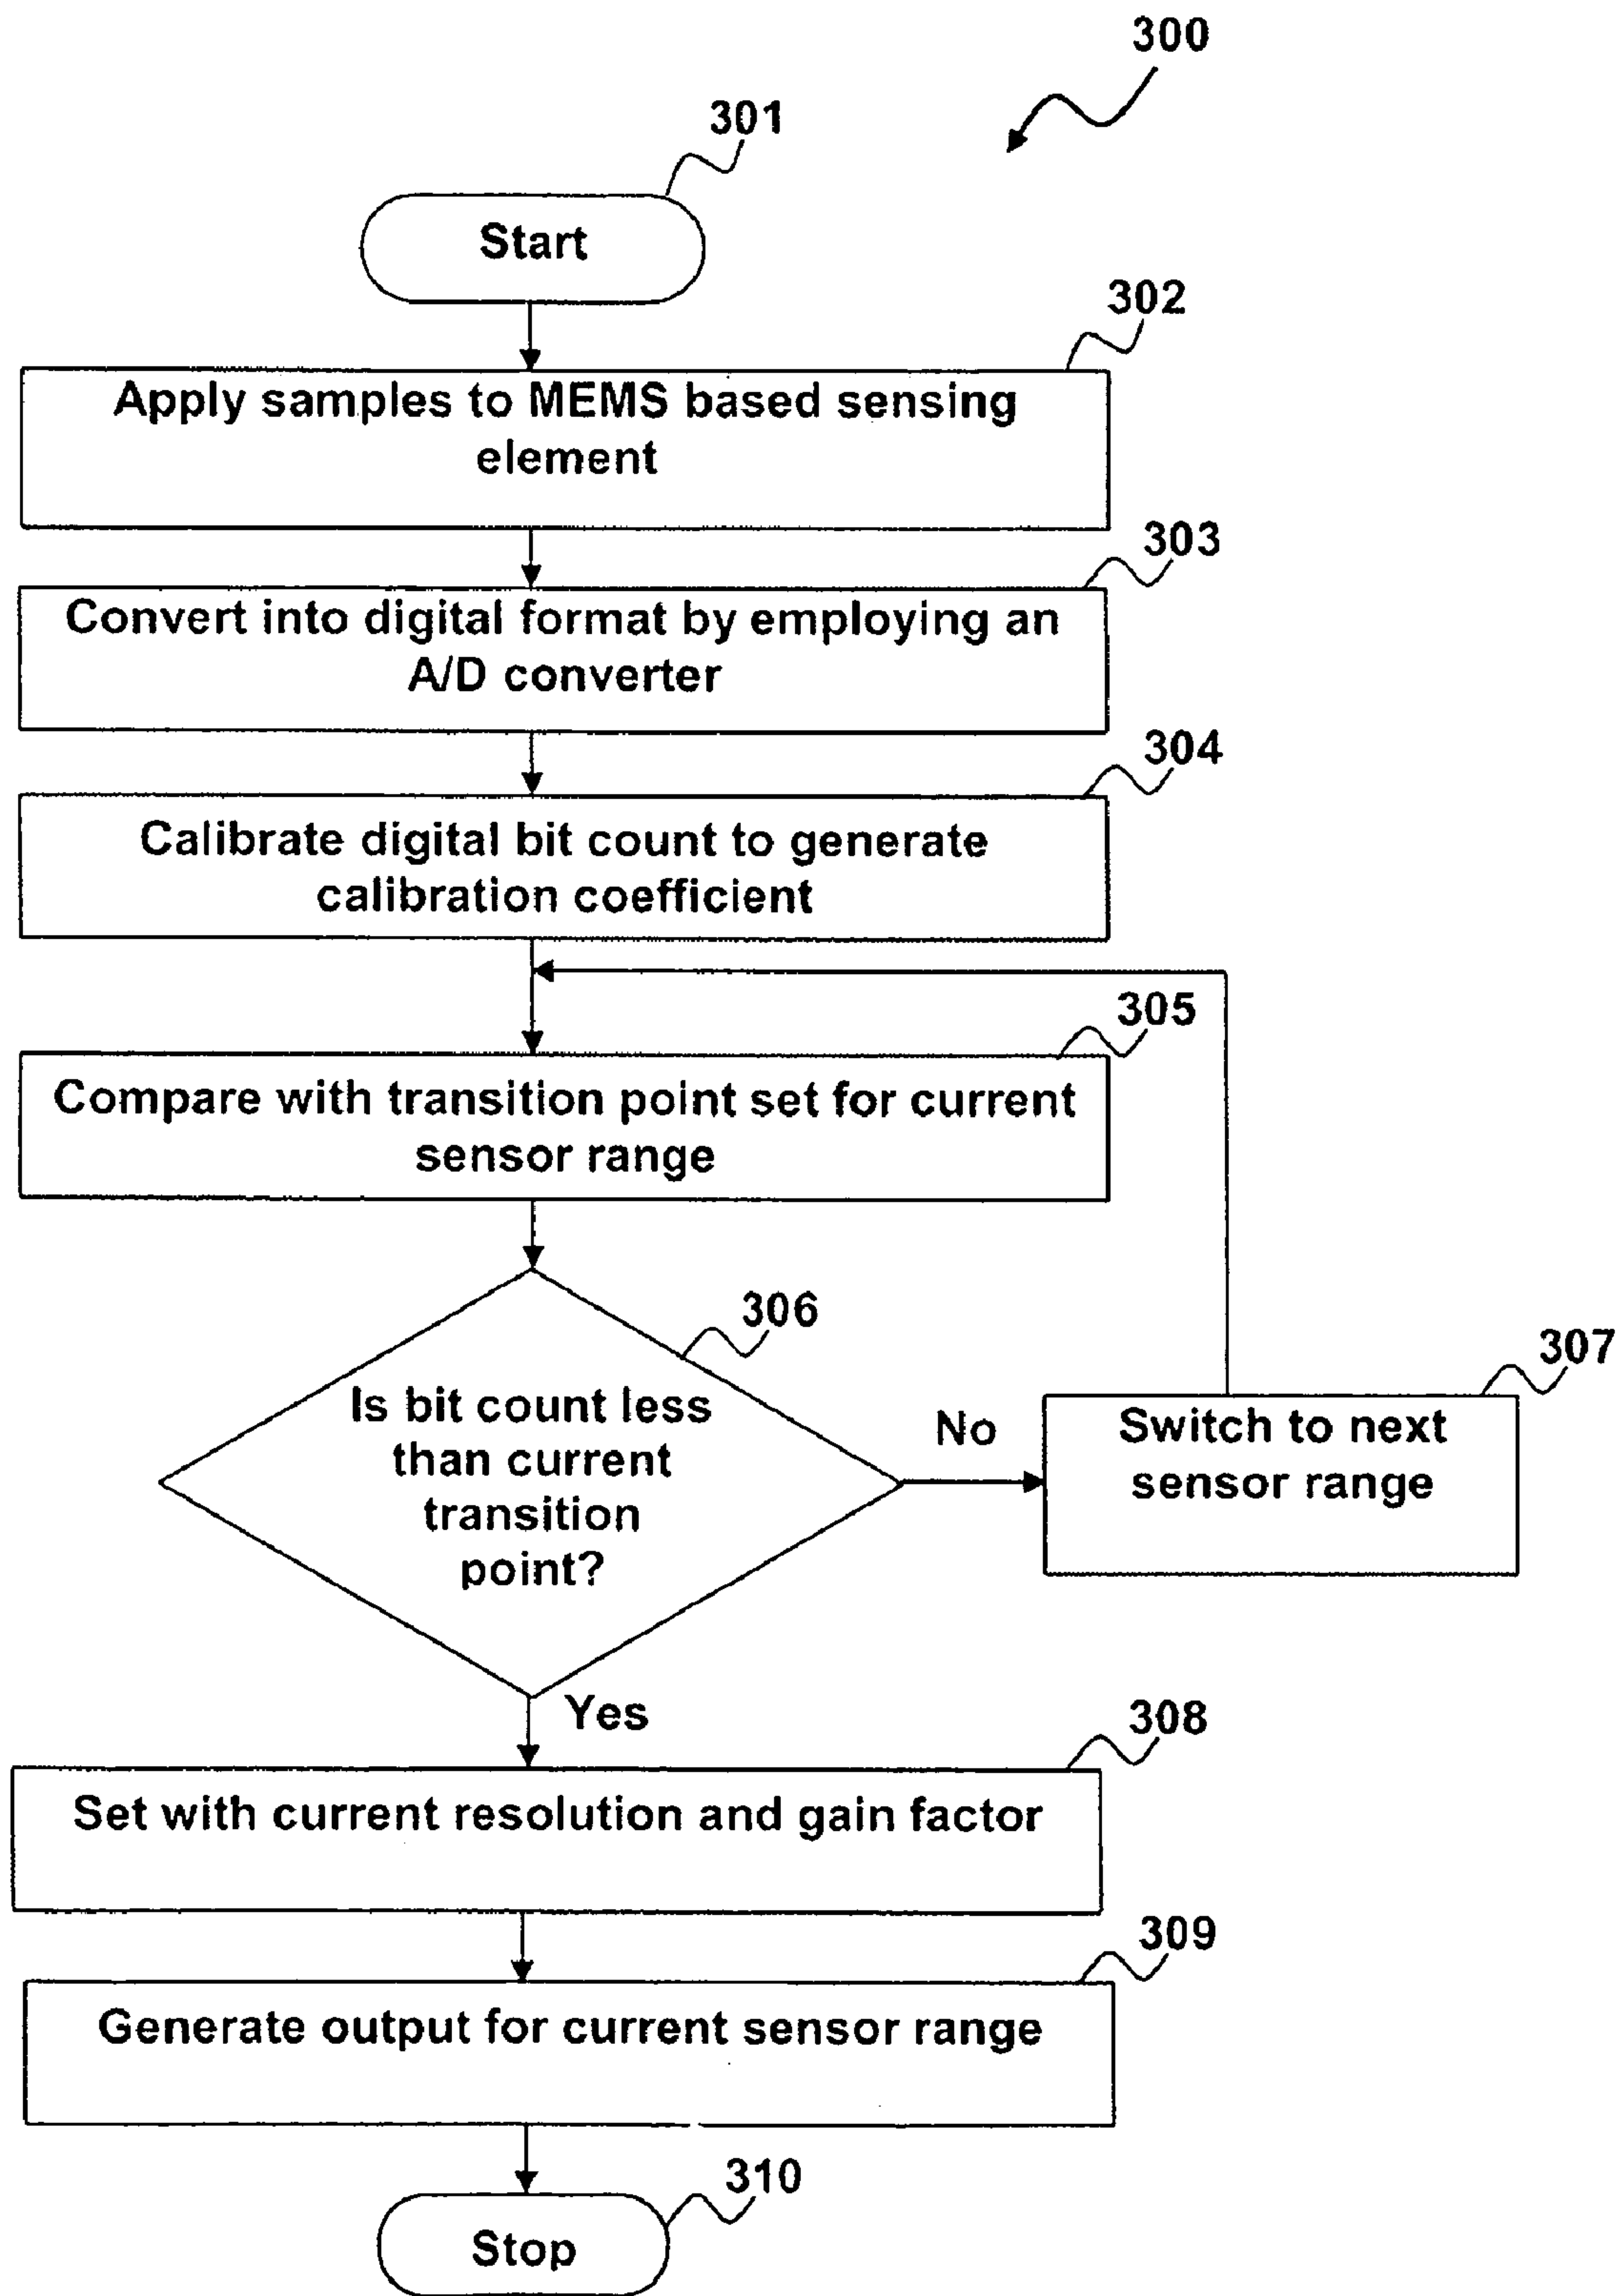 300
301
Start
302
Apply samples to MEMS based sensing
element
303
Convert into digital format by employing an
A/D converter
304
Calibrate digital bit count to generate
calibration coefficient
305
Compare with transition point set for current
sensor range
306
Is bit count less
than current
transition
point?
No
307
Switch to next
sensor range
Yes
308
Set with current resolution and gain factor
309
Generate output for current sensor range
310
Stop